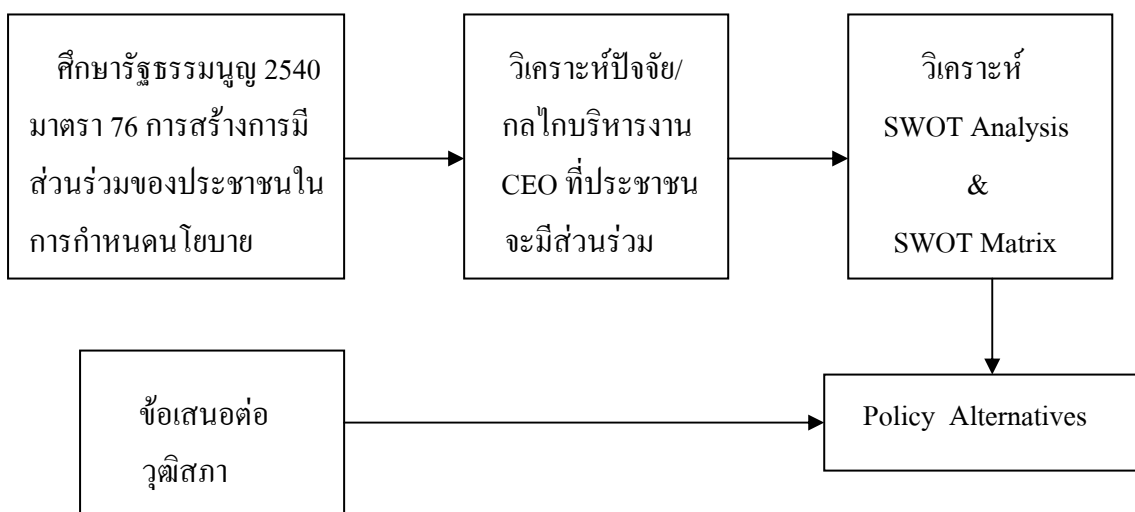 ศึกษารัฐธรรมนูญ 2540
มาตรา 76 การสร้างการมี
ส่วนร่วมของประชาชนใน
การกำหนดนโยบาย
วิเคราะห์ปัจจัย/
กลไกบริหารงาน
CEO ที่ประชาชน
จะมีส่วนร่วม
วิเคราะห์
SWOT Analysis
&
SWOT Matrix
ข้อเสนอต่อ
วุฒิสภา
Policy Alternatives